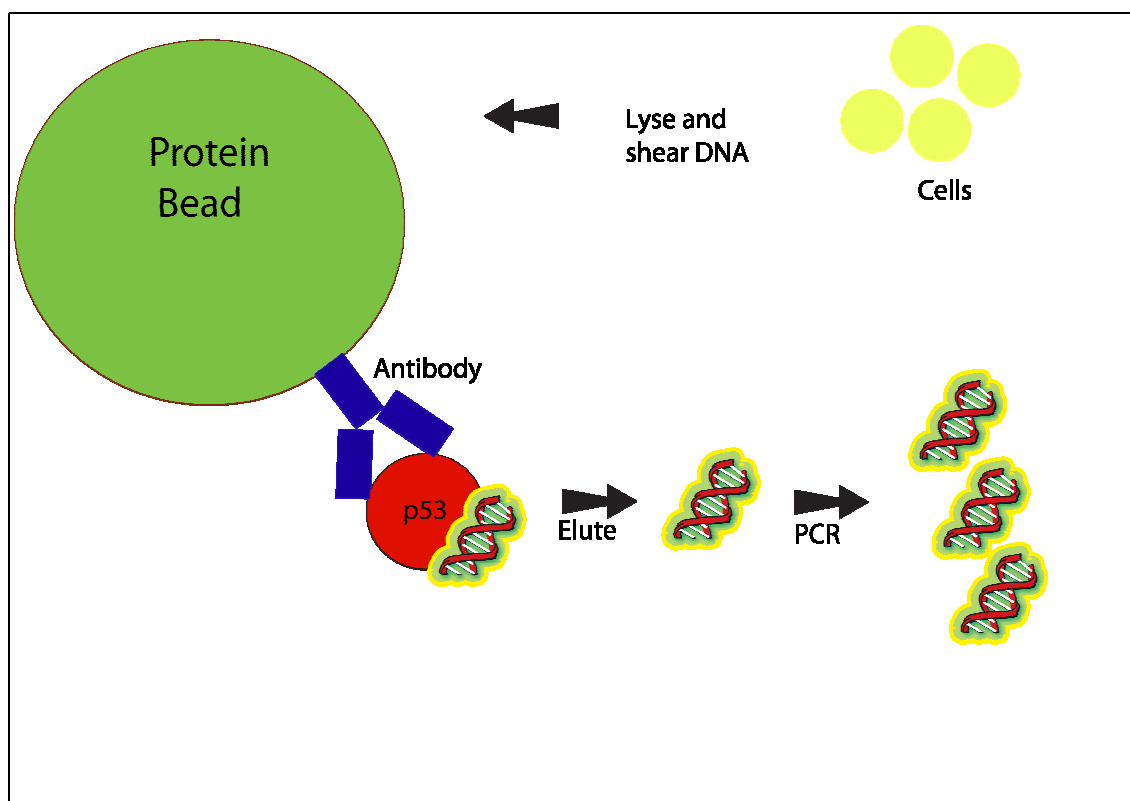 Protein
Bead
Lyse and
shear DNA
Cells
Antibody
p53
Elute
PCR